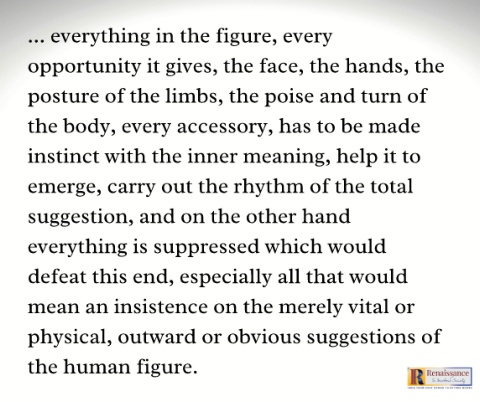 ... everything in the figure, every
opportunity it gives, the face, the hands, the
posture of the limbs, the poise and turn of
the body, every accessory, has to be made
instinct with the inner meaning, help it to
emerge, carry out the rhythm of the total
suggestion, and on the other hand
everything is suppressed which would
defeat this end, especially all that would
mean an insistence on the merely vital or
physical, outward or obvious suggestions of
the human figure.
Renaissance